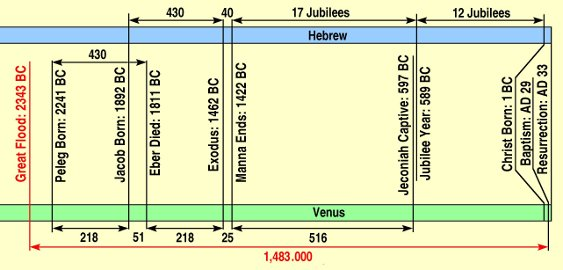 430
40
17 Jubilees
12 Jubilees
Hebrew
430
Great Flood: 2343 BC
Peleg Born: 2241 BC
Jacob Born: 1892 BC
Eber Died: 1811 BC
Exodus: 1462 BC
Manna Ends: 1422 BC
Jeconiah Captive: 597 BC
Jubilee Year: 589 BC
Christ Born: 1 BC
Baptism: AD 29
Resurrection: AD 33
Venus
218
51
218
25
516
1,483.000